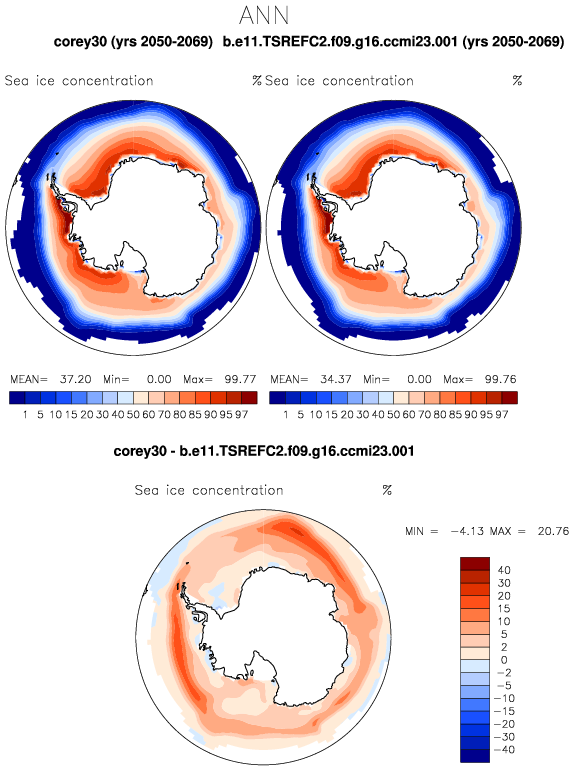 ANN
corey30 (yrs 2050-2069) b.e11.TSREFC2.f09.g16.ccmi23.001 (yrs 2050-2069)
Sea ice concentration % Sea ice concentration %
MEAN= 37.20 Min= 0.00 Max= 99.77 MEAN= 34.37 Min= 0.00 Max= 99.76
1 5 10 15 20 30 40 50 60 70 80 85 90 95 97 1 5 10 15 20 30 40 50 60 70 80 85 90 95 97
corey30 - b.e11.TSREFC2.f09.g16.ccmi23.001
Sea ice concentration %
MIN = -4.13 MAX = 20.76
40
30
20
15
10
5
2
0
-2
-5
-10
-15
-20
-30
-40